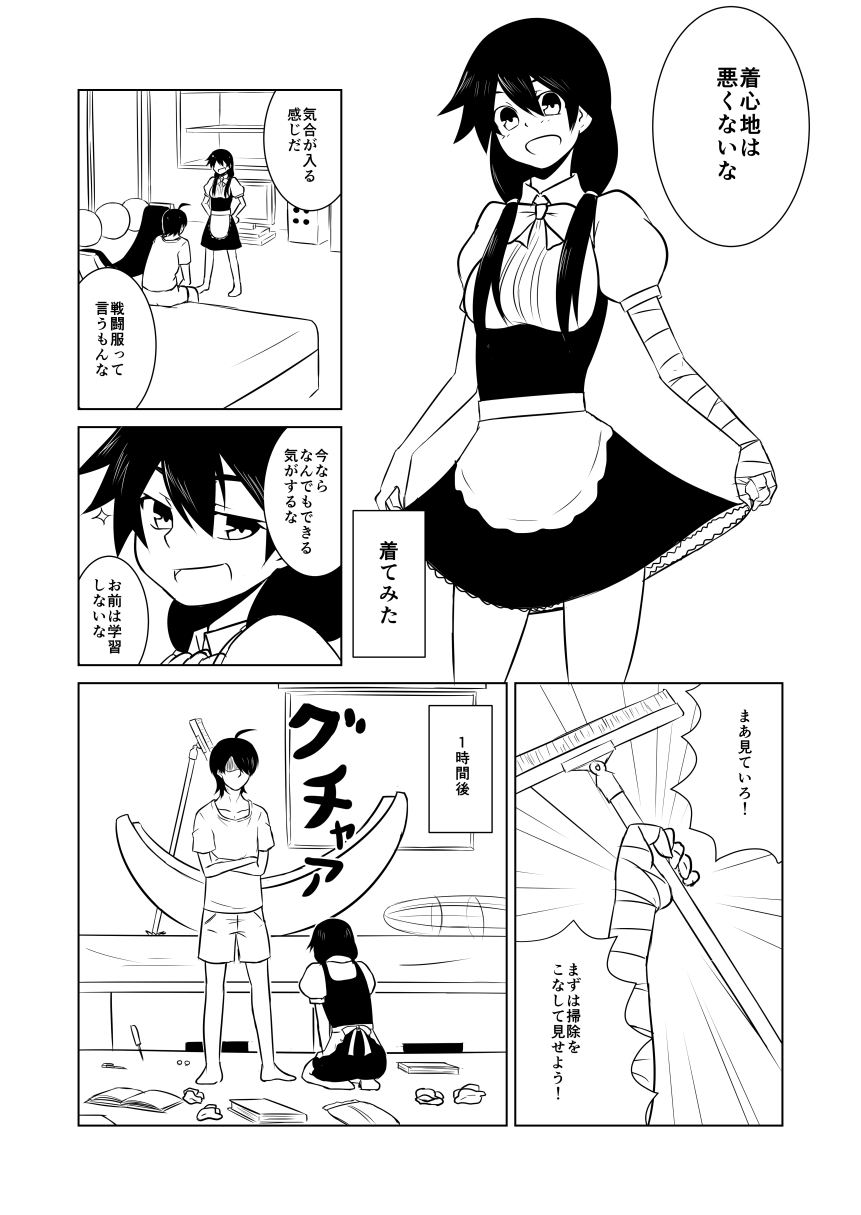 着心地は
悪くないな
着てみた
気合が入る
感じだ
戦闘服って
言うもんな
今なら
なんでもできる
気がするな
お前は学習
しないな
まあ見ていろ！
まずは掃除を
こなして見せよう！
1時間後
グチャア